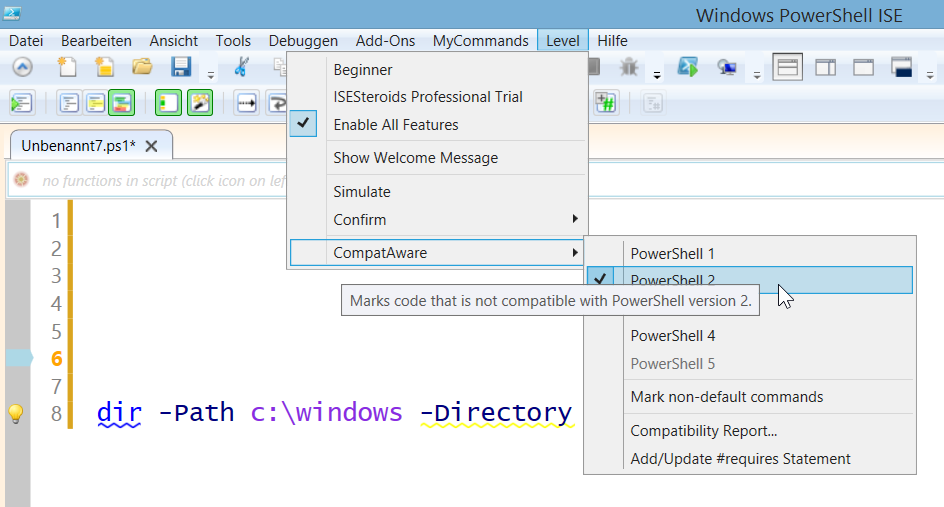 Windows PowerShell ISE
Datei Bearbeiten Ansicht Tools Debuggen Add-Ons MyCommands Level Hilfe
Beginner
ISESteroids Professional Trial
Enable All Features
Show Welcome Message
Simulate
Confirm
CompatAware
Unbenannt7.ps1*
no functions in script (click icon on lef
PowerShell 1
PowerShell 2
Marks code that is not compatible with PowerShell version 2.
PowerShell 4
PowerShell 5
Mark non-default commands
Compatibility Report...
Add/Update #requires Statement
1
2
3
4
5
6
7
8 dir -Path c:\windows -Directory